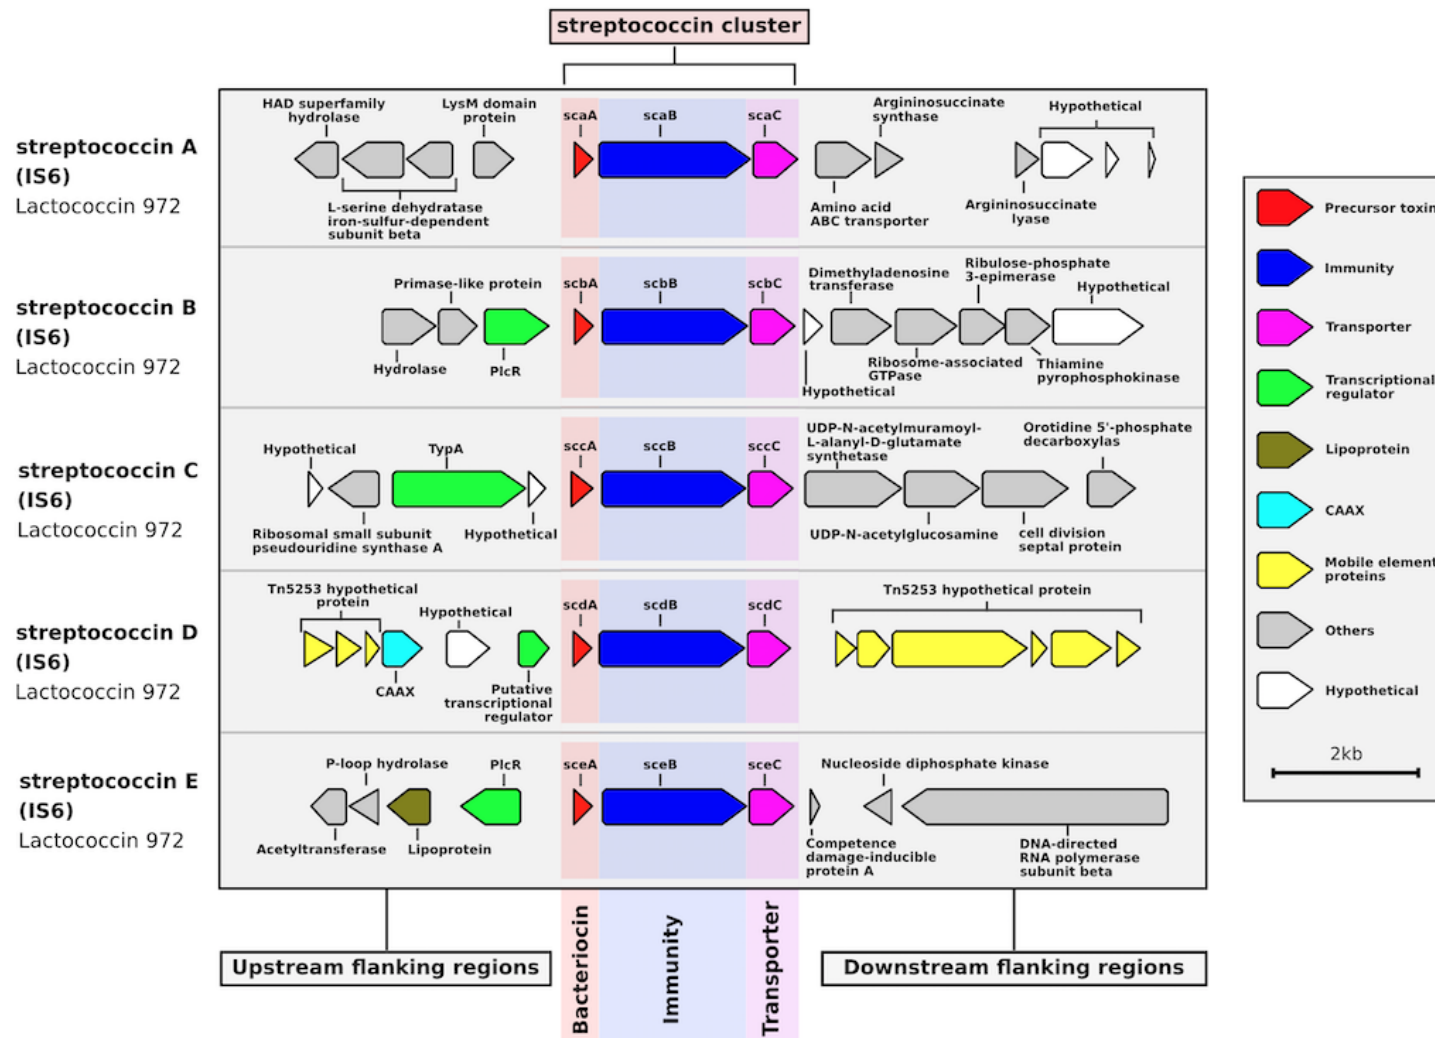 streptococcin cluster
streptococcin A
(IS6)
Lactococcin 972
HAD superfamily
hydrolase
LysM domain
protein
scaA
scaB
scaC
Argininosuccinate
synthase
Hypothetical
L-serine dehydratase
iron-sulfur-dependent
subunit beta
Amino acid
ABC transporter
Argininosuccinate
lyase
streptococcin B
(IS6)
Lactococcin 972
Primase-like protein
scbA
scbB
scbC
Dimethyladenosine
transferase
Ribulose-phosphate
3-epimerase
Hypothetical
Hydrolase
PlcR
Hypothetical
Ribosome-associated
GTPase
Thiamine
pyrophosphokinase
streptococcin C
(IS6)
Lactococcin 972
Hypothetical
TypA
sccA
sccB
sccC
UDP-N-acetylmuramoyl-
L-alanyl-D-glutamate
synthetase
Orotidine 5'-phosphate
decarboxylas
Ribosomal small subunit
pseudouridine synthase A
Hypothetical
UDP-N-acetylglucosamine
cell division
septal protein
streptococcin D
(IS6)
Lactococcin 972
Tn5253 hypothetical
protein
Hypothetical
scdA
scdB
scdC
Tn5253 hypothetical protein
CAAX
Putative
transcriptional
regulator
streptococcin E
(IS6)
Lactococcin 972
P-loop hydrolase
PlcR
sceA
sceB
sceC
Nucleoside diphosphate kinase
Acetyltransferase
Lipoprotein
Competence
damage-inducible
protein A
DNA-directed
RNA polymerase
subunit beta
Upstream flanking regions
Bacteriocin
Immunity
Transporter
Downstream flanking regions
Precursor toxin
Immunity
Transporter
Transcriptional
regulator
Lipoprotein
CAAX
Mobile element
proteins
Others
Hypothetical
2kb